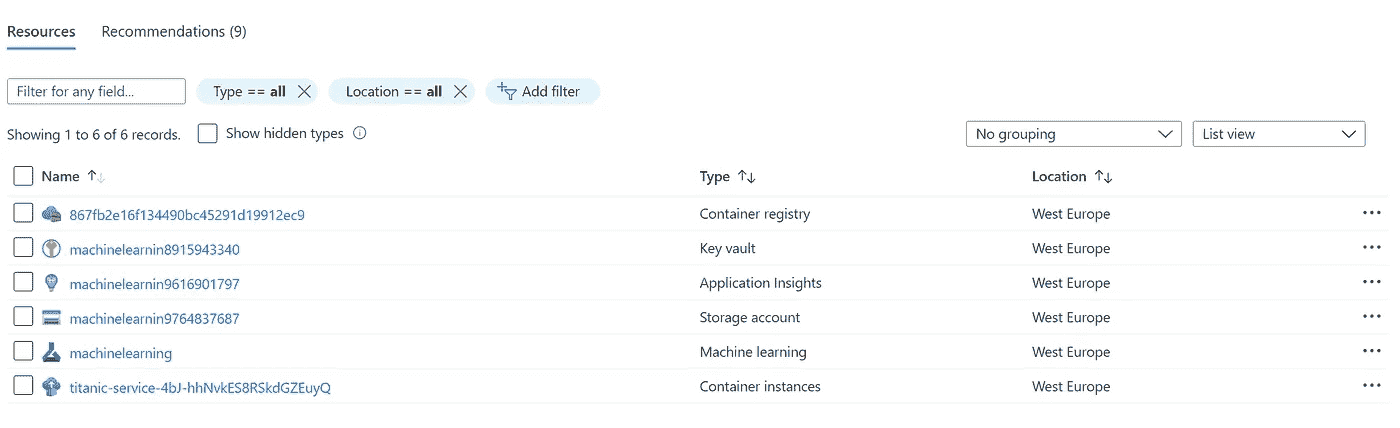 Resources Recommendations (9)
Filter for any field... Type == all Location == all Add filter
Showing 1 to 6 of 6 records. Show hidden types No grouping List view
Name Type Location
867fb2e16f134490bc45291d19912ec9 Container registry West Europe
machinelearnin8915943340 Key vault West Europe
machinelearnin9616901797 Application Insights West Europe
machinelearnin9764837687 Storage account West Europe
machinelearning Machine learning West Europe
titanic-service-4bJ-hhNvkES8RSkdGZEuyQ Container instances West Europe